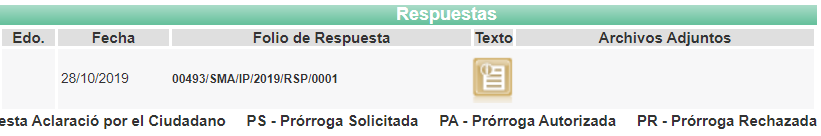 Respuestas
Edo. Fecha Folio de Respuesta Texto Archivos Adjuntos
28/10/2019 00493/SMA/IP/2019/RSP/0001
esta Aclaració por el Ciudadano PS - Prórroga Solicitada PA - Prórroga Autorizada PR - Prórroga Rechazada